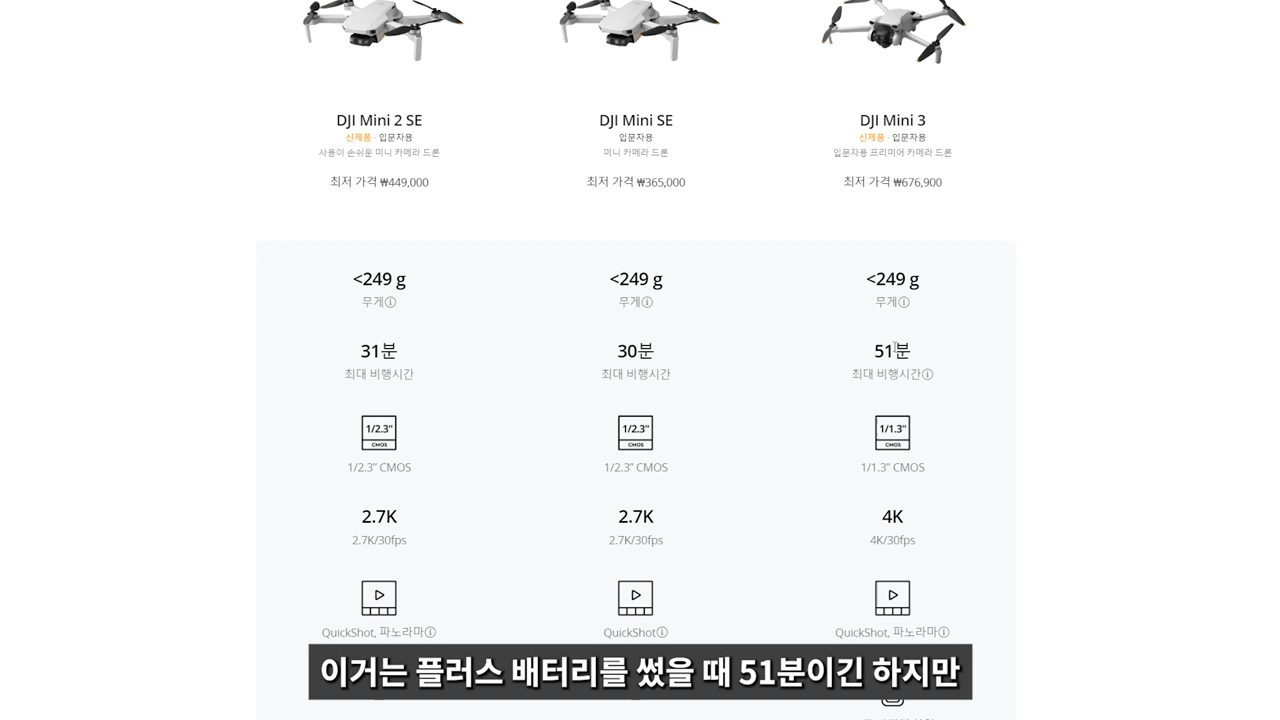 DJI Mini 2 SE
신제품 · 입문자용
사용이 손쉬운 미니 카메라 드론
최저 가격 ₩449,000
DJI Mini SE
입문자용
미니 카메라 드론
최저 가격 ₩365,000
DJI Mini 3
신제품 · 입문자용
입문자용 프리미어 카메라 드론
최저 가격 ₩676,900
<249 g
무게ⓘ
<249 g
무게ⓘ
<249 g
무게ⓘ
31분
최대 비행시간
30분
최대 비행시간
51분
최대 비행시간ⓘ
1/2.3"
CMOS
1/2.3” CMOS
1/2.3"
CMOS
1/2.3” CMOS
1/1.3"
CMOS
1/1.3” CMOS
2.7K
2.7K/30fps
2.7K
2.7K/30fps
4K
4K/30fps
QuickShot, 파노라마ⓘ
QuickShotⓘ
QuickShot, 파노라마ⓘ
이거는 플러스 배터리를 썼을 때 51분이긴 하지만